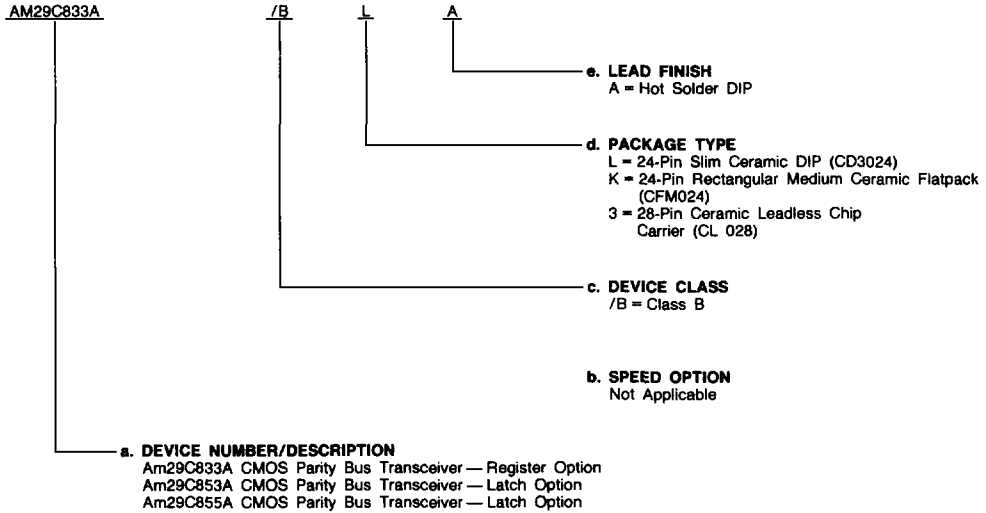 AM29C833A /B L A
e. LEAD FINISH
A = Hot Solder DIP
d. PACKAGE TYPE
L = 24-Pin Slim Ceramic DIP (CD3024)
K = 24-Pin Rectangular Medium Ceramic Flatpack
(CFM024)
3 = 28-Pin Ceramic Leadless Chip
Carrier (CL 028)
c. DEVICE CLASS
/B = Class B
b. SPEED OPTION
Not Applicable
a. DEVICE NUMBER/DESCRIPTION
Am29C833A CMOS Parity Bus Transceiver — Register Option
Am29C853A CMOS Parity Bus Transceiver — Latch Option
Am29C855A CMOS Parity Bus Transceiver — Latch Option